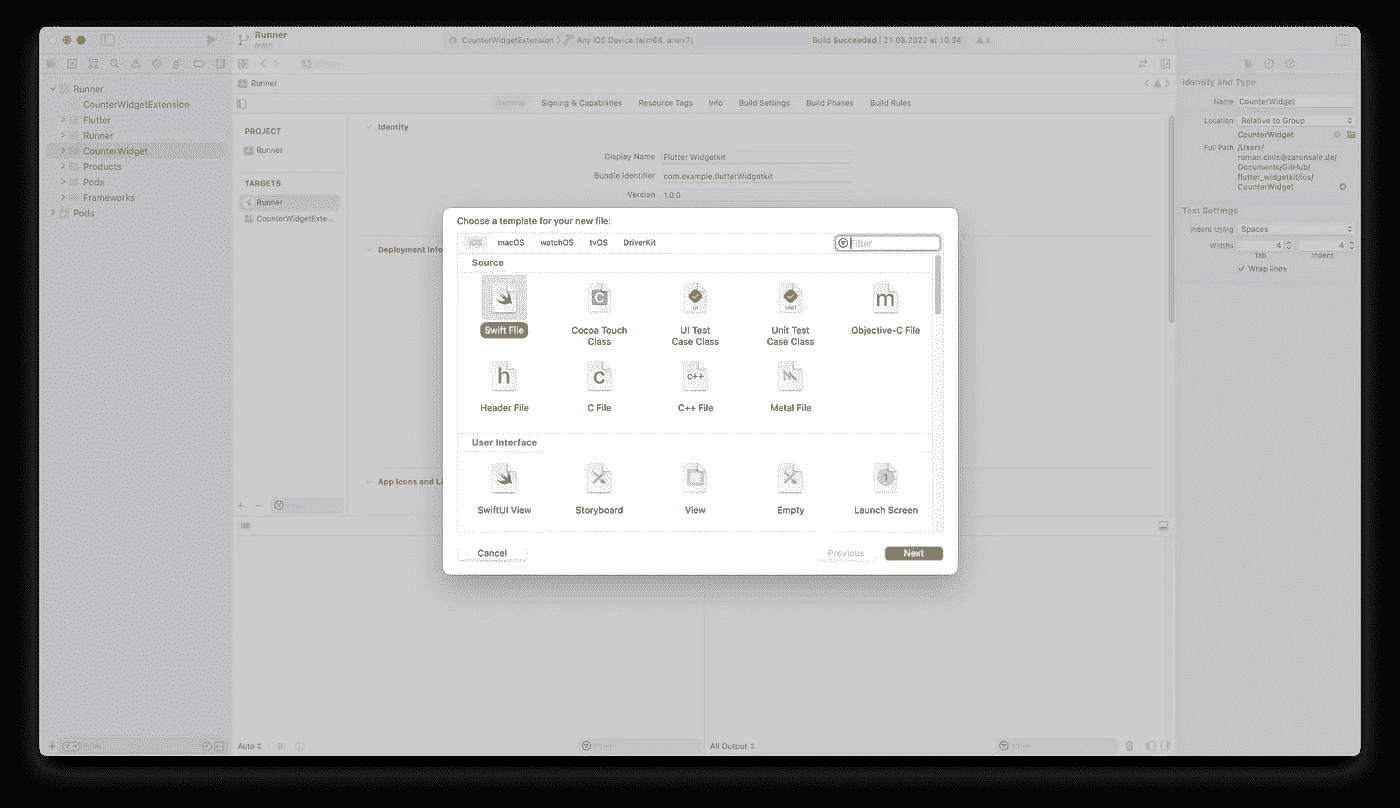 Runner
main
CounterWidgetExtension
Any iOS Device (arm64, armv7)
Build Succeeded | 21.08.2022 at 10:34
2
Runner
CounterWidgetExtension
Flutter
Runner
CounterWidget
Products
Pods
Frameworks
Pods
Runner
General
Signing & Capabilities
Resource Tags
Info
Build Settings
Build Phases
Build Rules
PROJECT
Runner
TARGETS
Runner
CounterWidgetExte...
Identity
Display Name
Flutter Widgetkit
Bundle Identifier
com.example.flutterWidgetkit
Version
1.0.0
Deployment Info
App Icons and
Choose a template for your new file:
iOS
macOS
watchOS
tvOS
DriverKit
Filter
Source
Swift File
Cocoa Touch
Class
UI Test
Case Class
Unit Test
Case Class
Objective-C File
Header File
C File
C++ File
Metal File
User Interface
SwiftUI View
Storyboard
View
Empty
Launch Screen
Cancel
Previous
Next
Identity and Type
Name
CounterWidget
Location
Relative to Group
CounterWidget
Full Path
/Users/
roman.cinis@caronsale.de/
Documents/GitHub/
flutter_widgetkit/ios/
CounterWidget
Text Settings
Indent Using
Spaces
Widths
4
4
Tab
Indent
Wrap lines
Filter
Auto
Filter
All Output
Filter